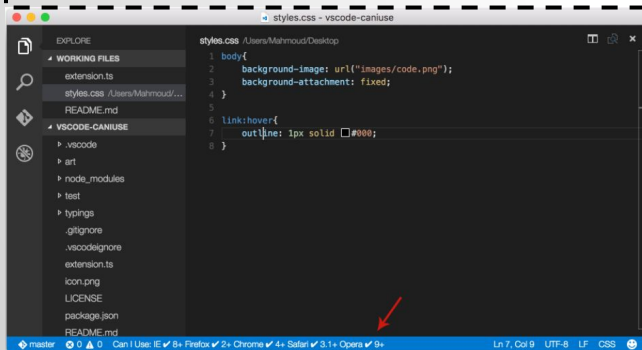 styles.css - vscode-caniuse
EXPLORE
WORKING FILES
extension.ts
styles.css /Users/Mahmoud/...
README.md
VSCODE-CANIUSE
.vscode
art
node_modules
test
typings
.gitignore
.vscodeignore
extension.ts
icon.png
LICENSE
package.json
README.md
styles.css /Users/Mahmoud/Desktop
1 body{
2 background-image: url("images/code.png");
3 background-attachment: fixed;
4 }
5
6 link:hover{
7 outline: 1px solid #000;
8 }
master 0 0 Can I Use: IE ✔ 8+ Firefox ✔ 2+ Chrome ✔ 4+ Safari ✔ 3.1+ Opera ✔ 9+ Ln 7, Col 9 UTF-8 LF CSS